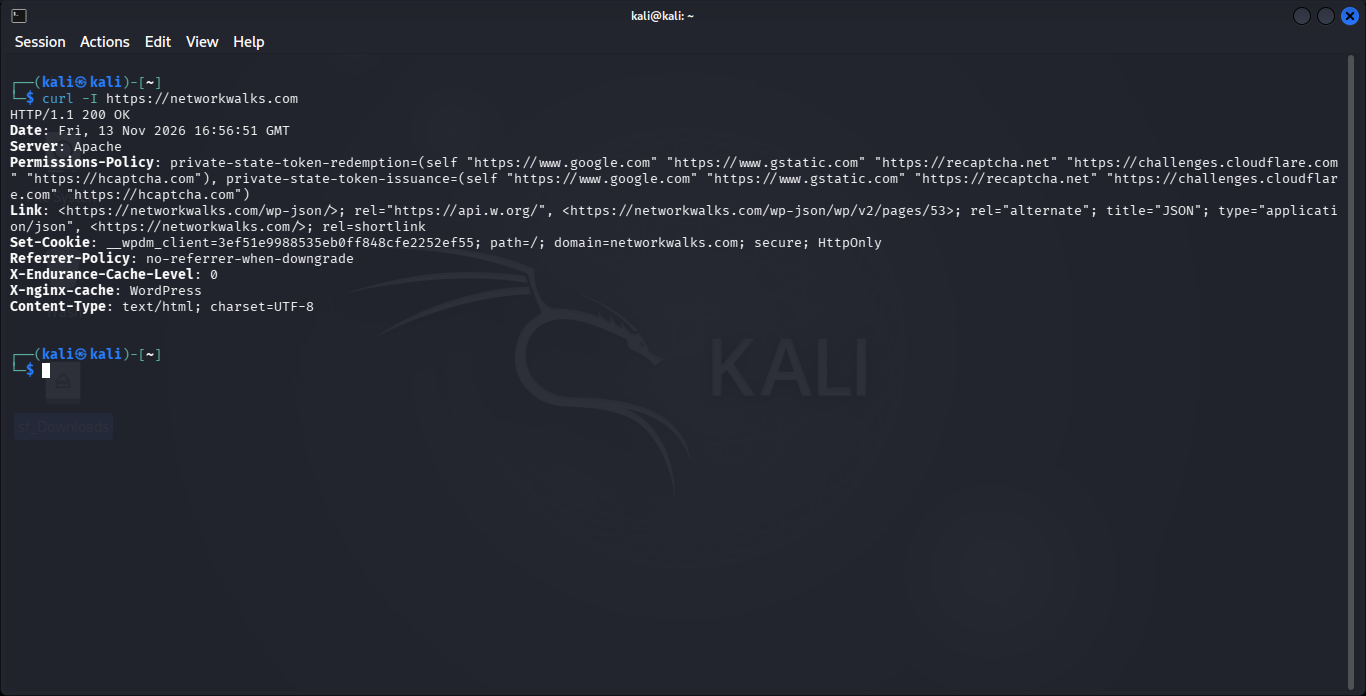 kali@kali: ~
Session Actions Edit View Help
┌──(kali㉿kali)-[~]
└─$ curl -I https://networkwalks.com
HTTP/1.1 200 OK
Date: Fri, 13 Nov 2026 16:56:51 GMT
Server: Apache
Permissions-Policy: private-state-token-redemption=(self "https://www.google.com" "https://www.gstatic.com" "https://recaptcha.net" "https://challenges.cloudflare.com
" "https://hcaptcha.com"), private-state-token-issuance=(self "https://www.google.com" "https://www.gstatic.com" "https://recaptcha.net" "https://challenges.cloudflar
e.com" "https://hcaptcha.com")
Link: <https://networkwalks.com/wp-json/>; rel="https://api.w.org/", <https://networkwalks.com/wp-json/wp/v2/pages/53>; rel="alternate"; title="JSON"; type="applicati
on/json", <https://networkwalks.com/>; rel=shortlink
Set-Cookie: __wpdm_client=3ef51e9988535eb0ff848cfe2252ef55; path=/; domain=networkwalks.com; secure; HttpOnly
Referrer-Policy: no-referrer-when-downgrade
X-Endurance-Cache-Level: 0
X-nginx-cache: WordPress
Content-Type: text/html; charset=UTF-8
┌──(kali㉿kali)-[~]
└─$
KALI
sf_Downloads